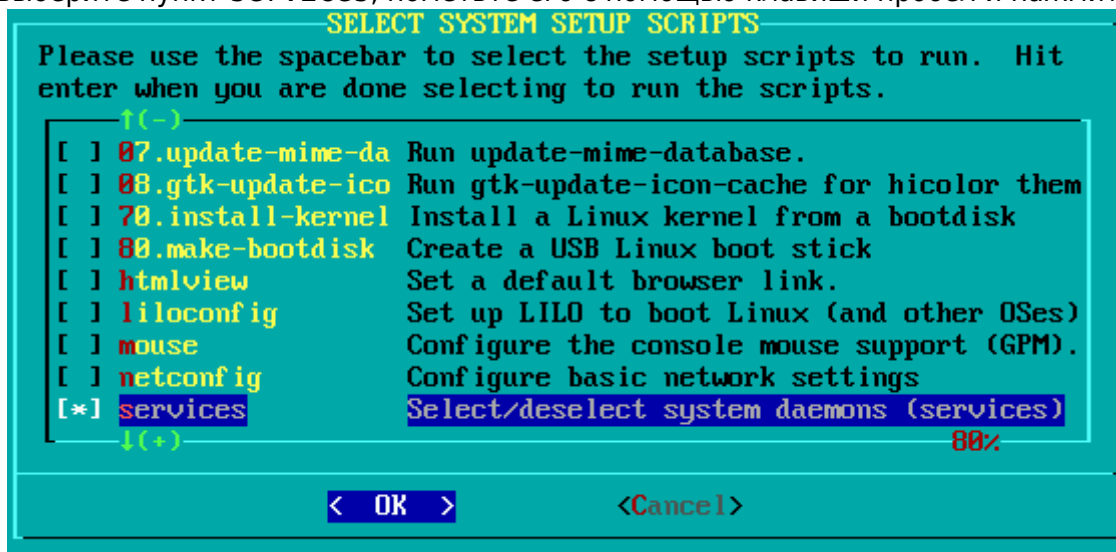 SELECT SYSTEM SETUP SCRIPTS
Please use the spacebar to select the setup scripts to run.  Hit
enter when you are done selecting to run the scripts.
↑(-)
[ ] 07.update-mime-da Run update-mime-database.
[ ] 08.gtk-update-ico Run gtk-update-icon-cache for hicolor them
[ ] 70.install-kernel Install a Linux kernel from a bootdisk
[ ] 80.make-bootdisk Create a USB Linux boot stick
[ ] htmlview Set a default browser link.
[ ] liloconfig Set up LILO to boot Linux (and other OSes)
[ ] mouse Configure the console mouse support (GPM).
[ ] netconfig Configure basic network settings
[*] services Select/deselect system daemons (services)
↓(+) 80%
< OK > <Cancel>